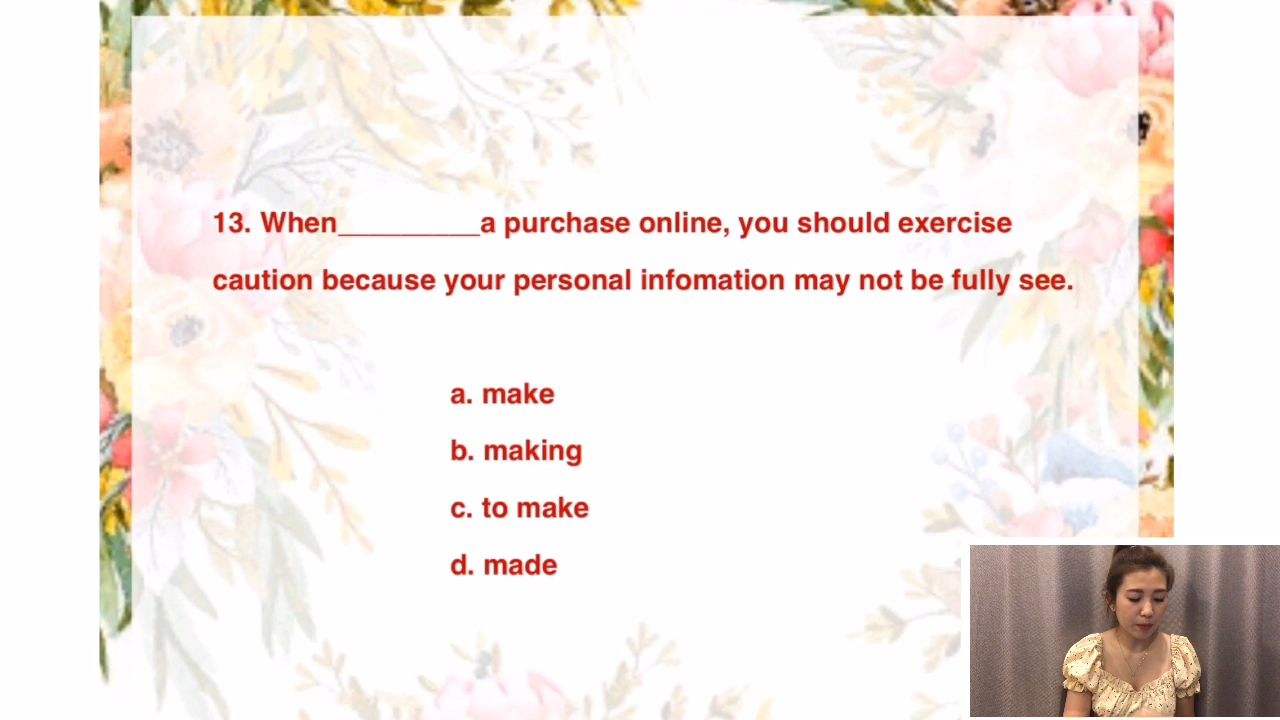 13. When_________a purchase online, you should exercise
caution because your personal infomation may not be fully see.
a. make
b. making
c. to make
d. made